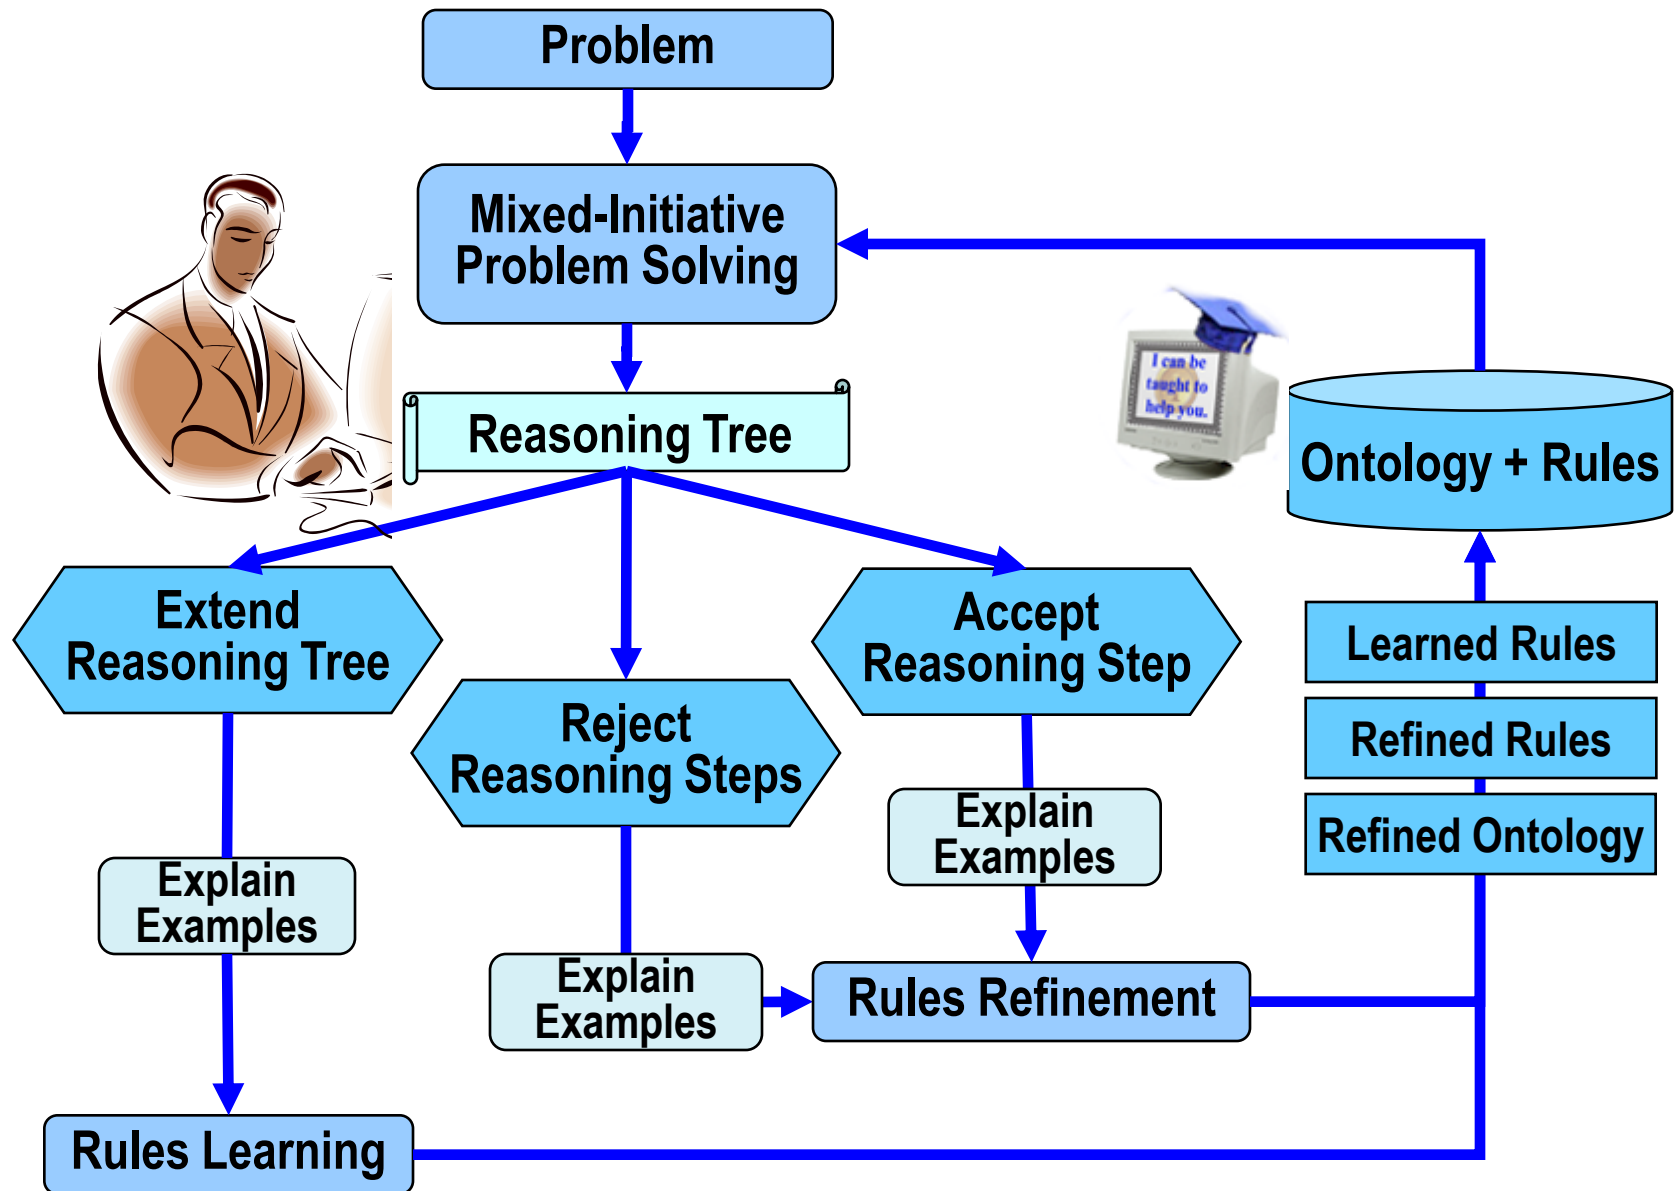 Problem
Mixed-Initiative
Problem Solving
I can be
taught to
help you.
Reasoning Tree
Ontology + Rules
Extend
Reasoning Tree
Reject
Reasoning Steps
Accept
Reasoning Step
Learned Rules
Refined Rules
Refined Ontology
Explain
Examples
Explain
Examples
Explain
Examples
Rules Refinement
Rules Learning